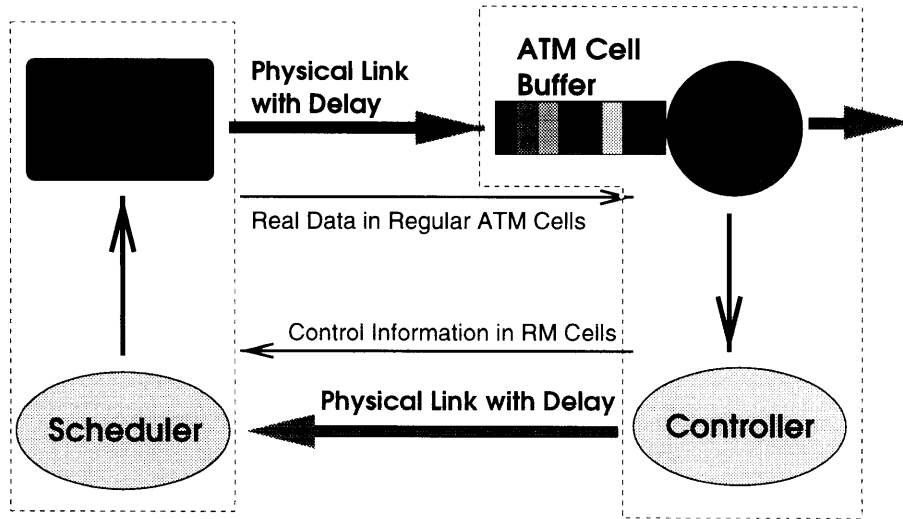 Physical Link
with Delay
ATM Cell
Buffer
Real Data in Regular ATM Cells
Control Information in RM Cells
Physical Link with Delay
Scheduler
Controller